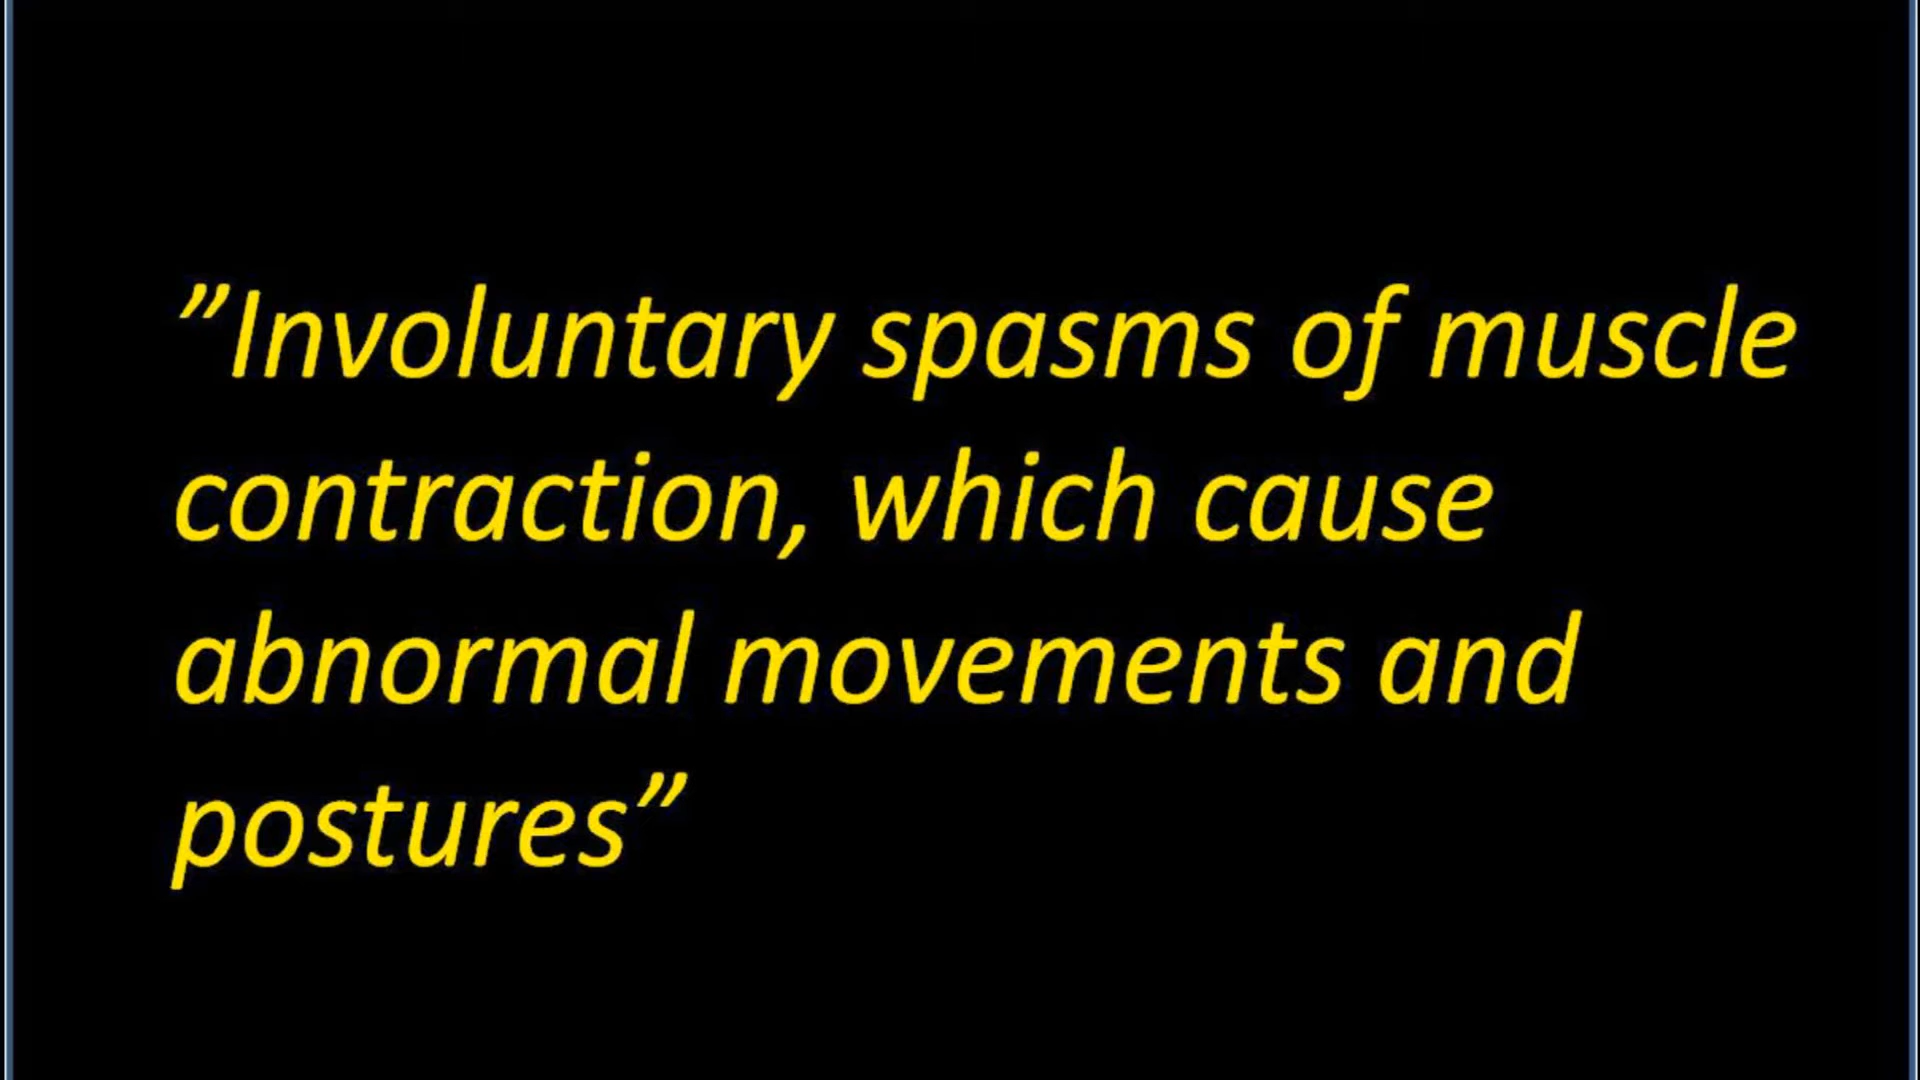 ”Involuntary spasms of muscle
contraction, which cause
abnormal movements and
postures”